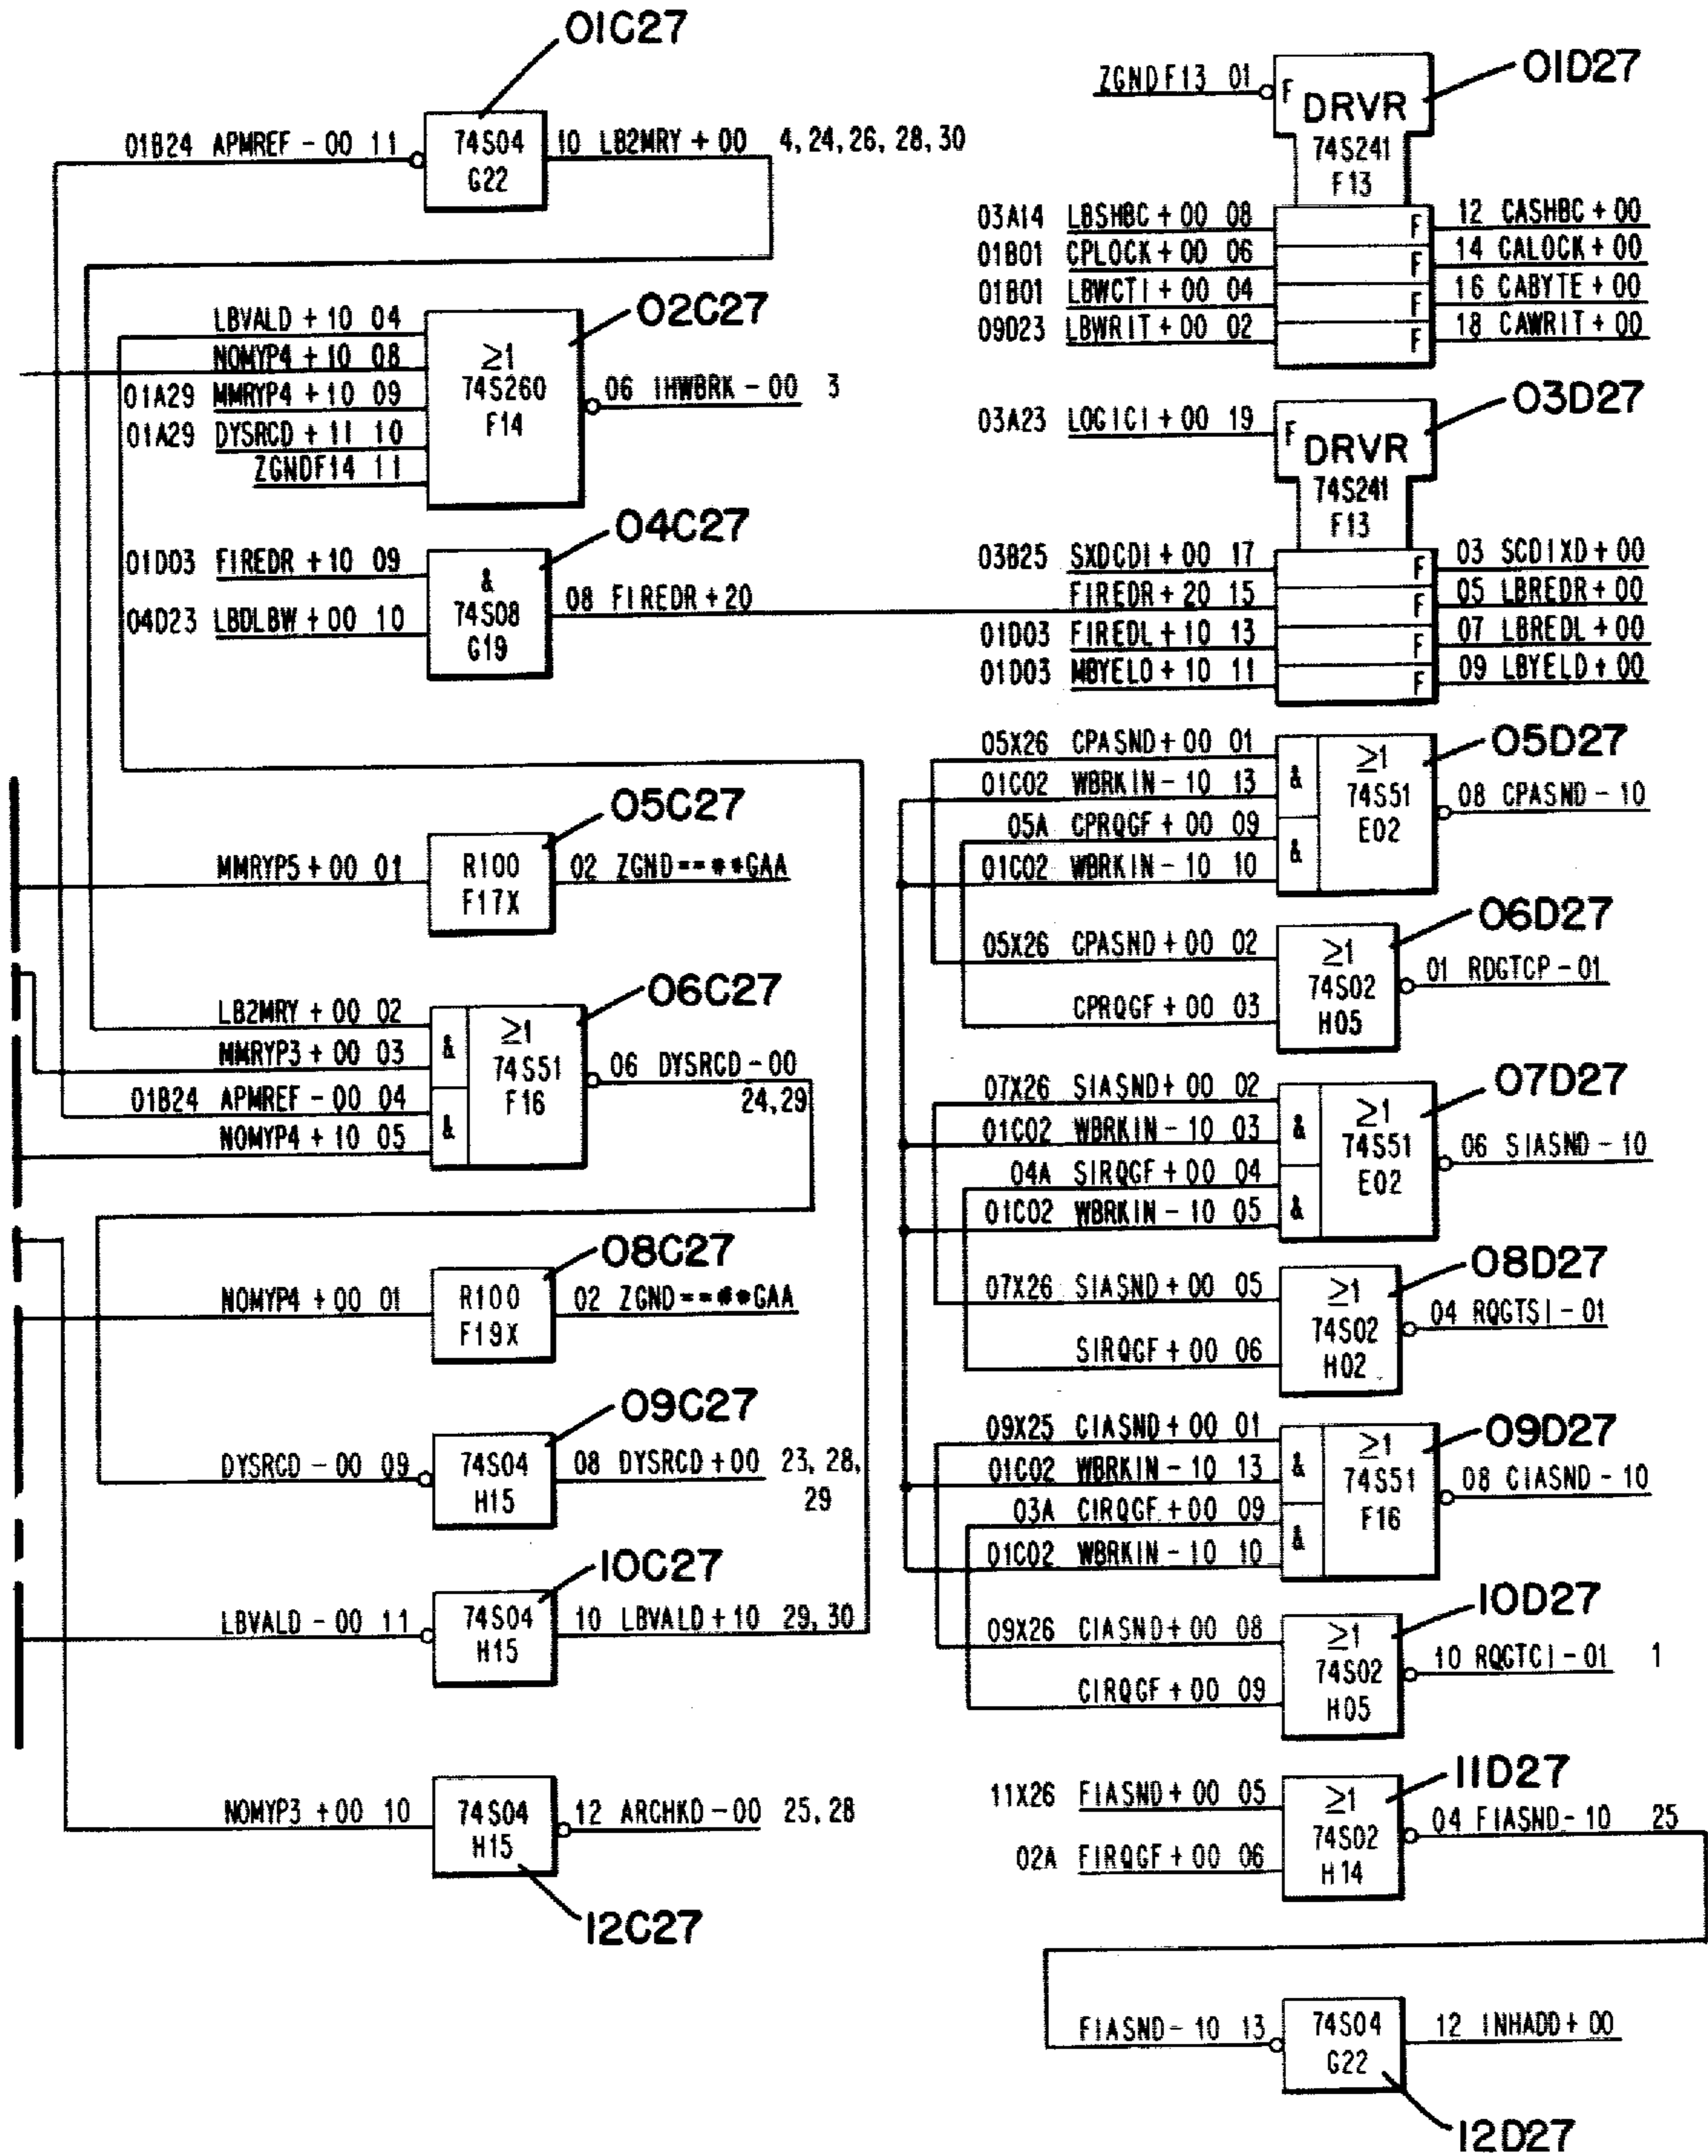 01C27
01B24 APMREF - 00 11
74S04
G22
10 LB2MRY + 00 4, 24, 26, 28, 30
LBVALD + 10 04
NOMYP4 + 10 08
01A29 MMRYP4 + 10 09
01A29 DYSRCD + 11 10
ZGNDF14 11
≥1
74S260
F14
02C27
06 IHWBRK - 00 3
04C27
01D03 FIREDR + 10 09
04D23 LBDLBW + 00 10
&
74S08
G19
08 FIREDR + 20
05C27
MMRYP5 + 00 01
R100
F17X
02 ZGND==**GAA
06C27
LB2MRY + 00 02
MMRYP3 + 00 03
01B24 APMREF - 00 04
NOMYP4 + 10 05
&
&
≥1
74S51
F16
06 DYSRCD - 00
24, 29
08C27
NOMYP4 + 00 01
R100
F19X
02 ZGND==**GAA
09C27
DYSRCD - 00 09
74S04
H15
08 DYSRCD + 00 23, 28,
29
10C27
LBVALD - 00 11
74S04
H15
10 LBVALD + 10 29, 30
NOMYP3 + 00 10
74S04
H15
12 ARCHKD - 00 25, 28
12C27
01D27
ZGNDF13 01
F
DRVR
74S241
F13
03A14 LBSHBC + 00 08
F
12 CASHBC + 00
01B01 CPLOCK + 00 06
F
14 CALOCK + 00
01B01 LBWCTI + 00 04
F
16 CABYTE + 00
09D23 LBWRIT + 00 02
F
18 CAWRIT + 00
03D27
03A23 LOGIC1 + 00 19
F
DRVR
74S241
F13
03B25 SXDCDI + 00 17
F
03 SCDIXD + 00
FIREDR + 20 15
F
05 LBREDR + 00
01D03 FIREDL + 10 13
F
07 LBREDL + 00
01D03 MBYELO + 10 11
F
09 LBYELD + 00
05D27
05X26 CPASND + 00 01
01C02 WBRKIN - 10 13
05A CPRQGF + 00 09
01C02 WBRKIN - 10 10
&
&
≥1
74S51
E02
08 CPASND - 10
06D27
05X26 CPASND + 00 02
CPRQGF + 00 03
≥1
74S02
H05
01 RDGTCP - 01
07D27
07X26 SIASND + 00 02
01C02 WBRKIN - 10 03
04A SIRQGF + 00 04
01C02 WBRKIN - 10 05
&
&
≥1
74S51
E02
06 SIASND - 10
08D27
07X26 SIASND + 00 05
SIRQGF + 00 06
≥1
74S02
H02
04 RQGTSI - 01
09D27
09X25 CIASND + 00 01
01C02 WBRKIN - 10 13
03A CIRQGF + 00 09
01C02 WBRKIN - 10 10
&
&
≥1
74S51
F16
08 CIASND - 10
10D27
09X26 CIASND + 00 08
CIRQGF + 00 09
≥1
74S02
H05
10 RQGTCI - 01 1
11D27
11X26 FIASND + 00 05
02A FIRQGF + 00 06
≥1
74S02
H14
04 FIASND - 10 25
FIASND - 10 13
74S04
G22
12 INHADD + 00
12D27